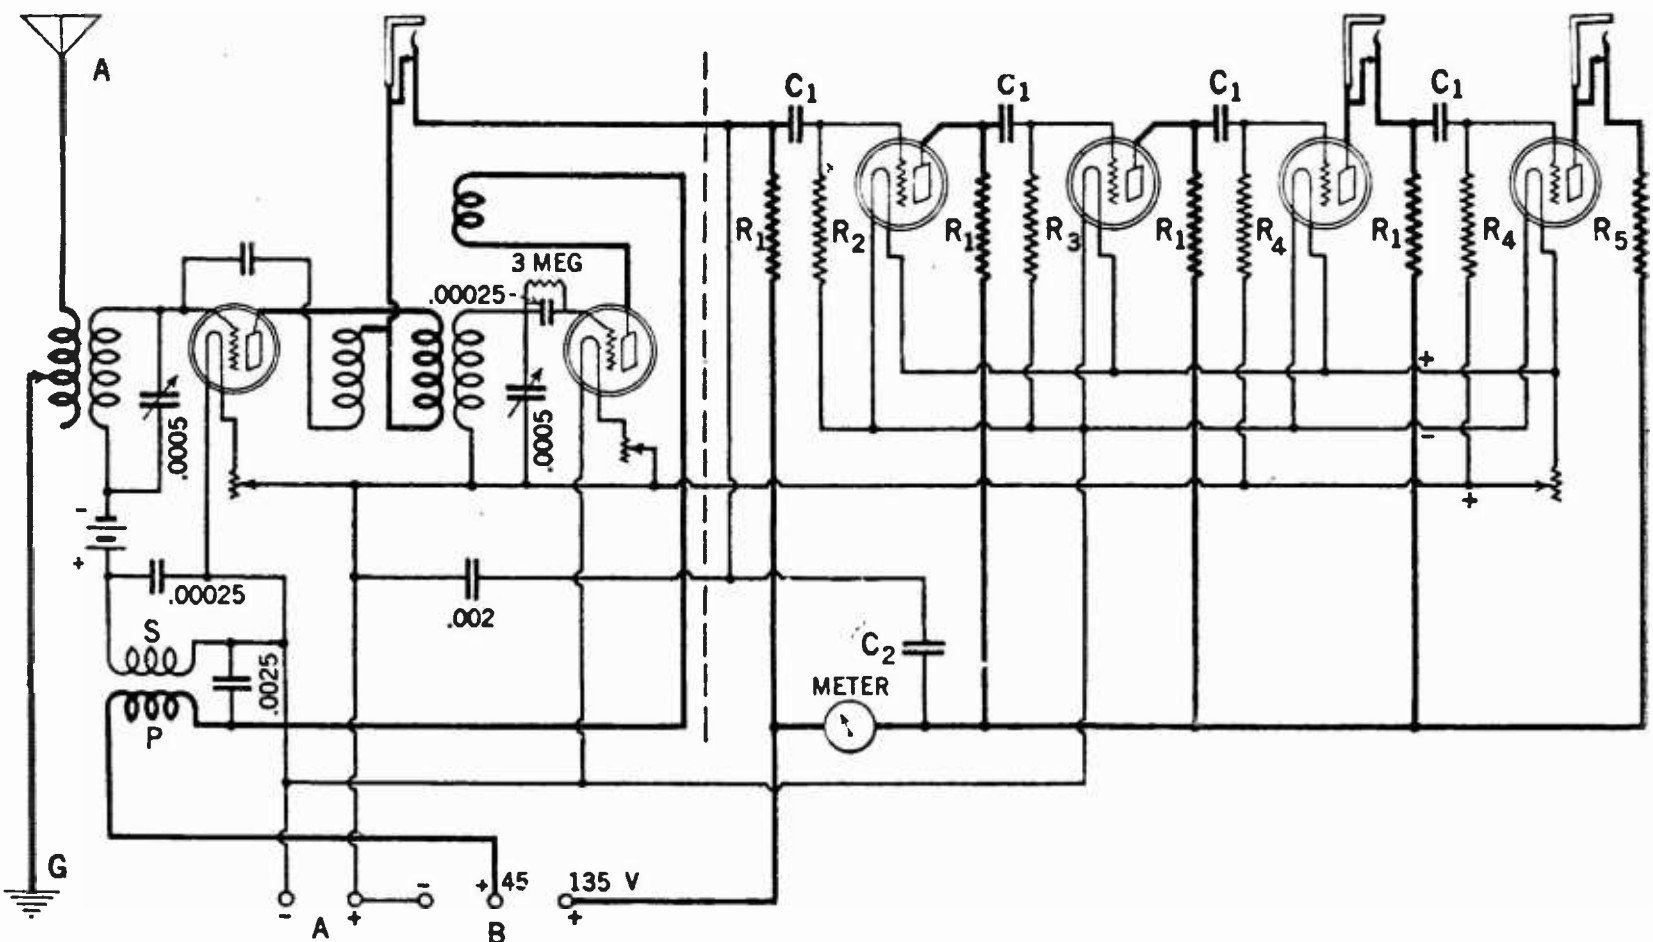 A
C1 C1 C1 C1
3 MEG
.00025
R1 R2 R1 R3 R1 R4 R1 R4 R5
+
.0005
.0005
-
-
+
+
.00025
.002
S
C2
.0025
METER
P
G
- + - + 45 135 V
+
A B